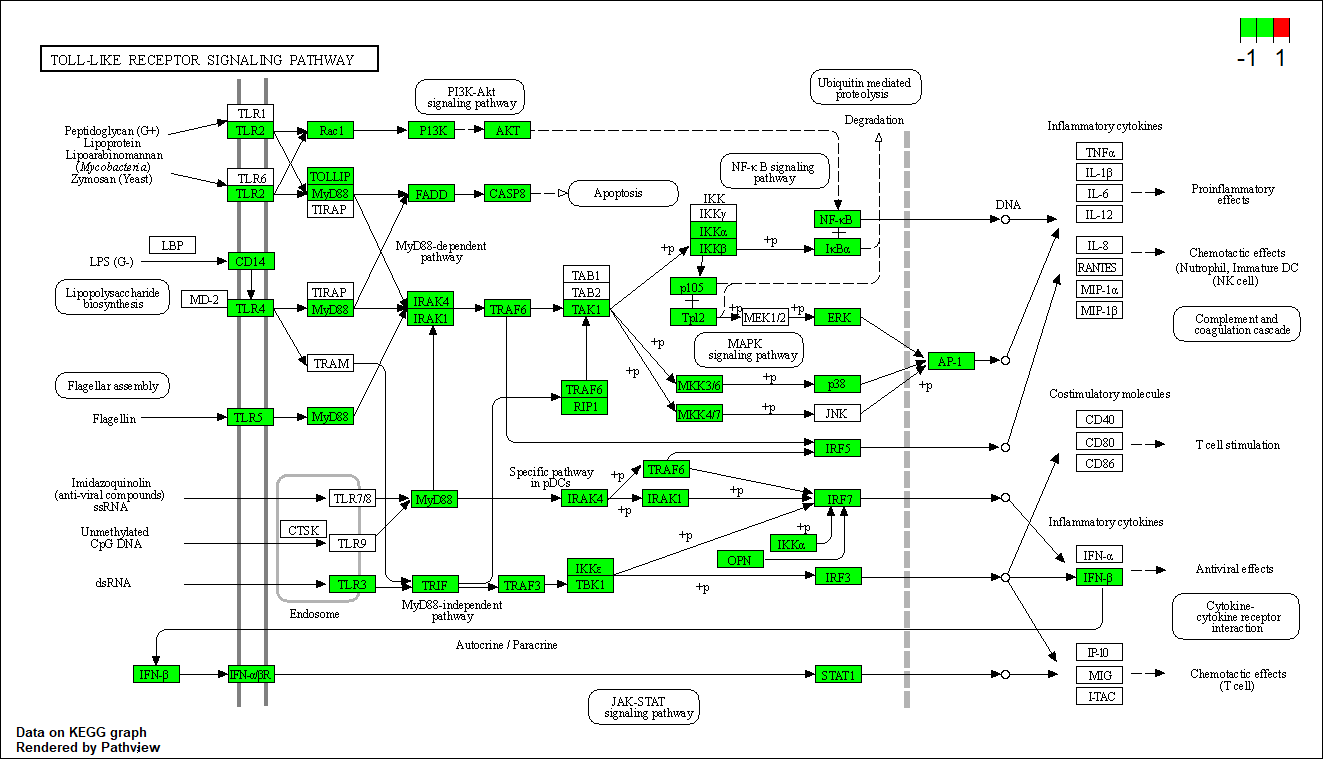 -1 1
TOLL-LIKE RECEPTOR SIGNALING PATHWAY
PI3K-Akt
signaling pathway
Ubiquitin mediated
proteolysis
Degradation
TLR1
TLR2
Peptidoglycan (G+)
Lipoprotein
Lipoarabinomannan
(Mycobacteria)
Zymosan (Yeast)
Rac1
P13K
AKT
TLR6
TLR2
TOLLIP
MyD88
TIRAP
FADD
CASP8
Apoptosis
NF-κB signaling
pathway
Inflammatory cytokines
TNFα
IL-1β
IL-6
IL-12
Proinflammatory
effects
DNA
IKK
IKKγ
IKKα
IKKβ
+p
+p
NF-κB
+
IκBα
LBP
LPS (G-)
CD14
MyD88-dependent
pathway
IL-8
RANTES
MIP-1α
MIP-1β
Chemotactic effects
(Nutrophil, Immature DC
(NK cell)
Lipopolysaccharide
biosynthesis
MD-2
TLR4
TIRAP
MyD88
IRAK4
IRAK1
TRAF6
TAB1
TAB2
TAK1
p105
+
Tpl2
+p
MEK1/2
+p
ERK
Complement and
coagulation cascade
MAPK
signaling pathway
+p
+p
TRAM
AP-1
+p
Flagellar assembly
TRAF6
RIP1
MKK3/6
+p
p38
MKK4/7
+p
JNK
Flagellin
TLR5
MyD88
Costimulatory molecules
CD40
CD80
CD86
T cell stimulation
IRF5
Imidazoquinolin
(anti-viral compounds)
ssRNA
TLR7/8
MyD88
Specific pathway
in pDCs
TRAF6
+p
IRAK4
+p
IRAK1
+p
IRF7
Unmethylated
CpG DNA
CTSK
TLR9
+p
+p
IKKα
OPN
Inflammatory cytokines
IFN-α
IFN-β
Antiviral effects
dsRNA
TLR3
TRIF
TRAF3
IKKε
TBK1
+p
IRF3
Endosome
MyD88-independent
pathway
Cytokine-
cytokine receptor
interaction
Autocrine / Paracrine
IFN-β
IFN-α/βR
STAT1
IP-10
MIG
I-TAC
Chemotactic effects
(T cell)
JAK-STAT
signaling pathway
Data on KEGG graph
Rendered by Pathview